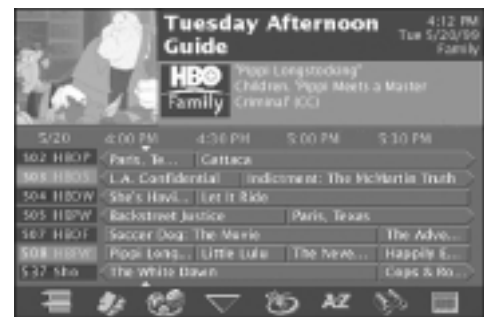 Tuesday Afternoon
Guide
4:12 PM
Tue 5/20/99
Family
HBO
Family
"Pippi Longstocking"
Children. 'Pippi Meets a Master
Criminal' (CC)
5/20 4:00 PM 4:30 PM 5:00 PM 5:30 PM
502 HBOP Paris, Te... Gattaca
503 HBOS L.A. Confidential Indictment: The McMartin Truth
504 HBOW She's Havi... Let it Ride
505 HBPW Backstreet Justice Paris, Texas
507 HBOF Soccer Dog: The Movie The Adve...
508 Pippi Long... Little Lulu The Neve... Happily E...
537 Sho The White Dawn Cops & Ro...
AZ